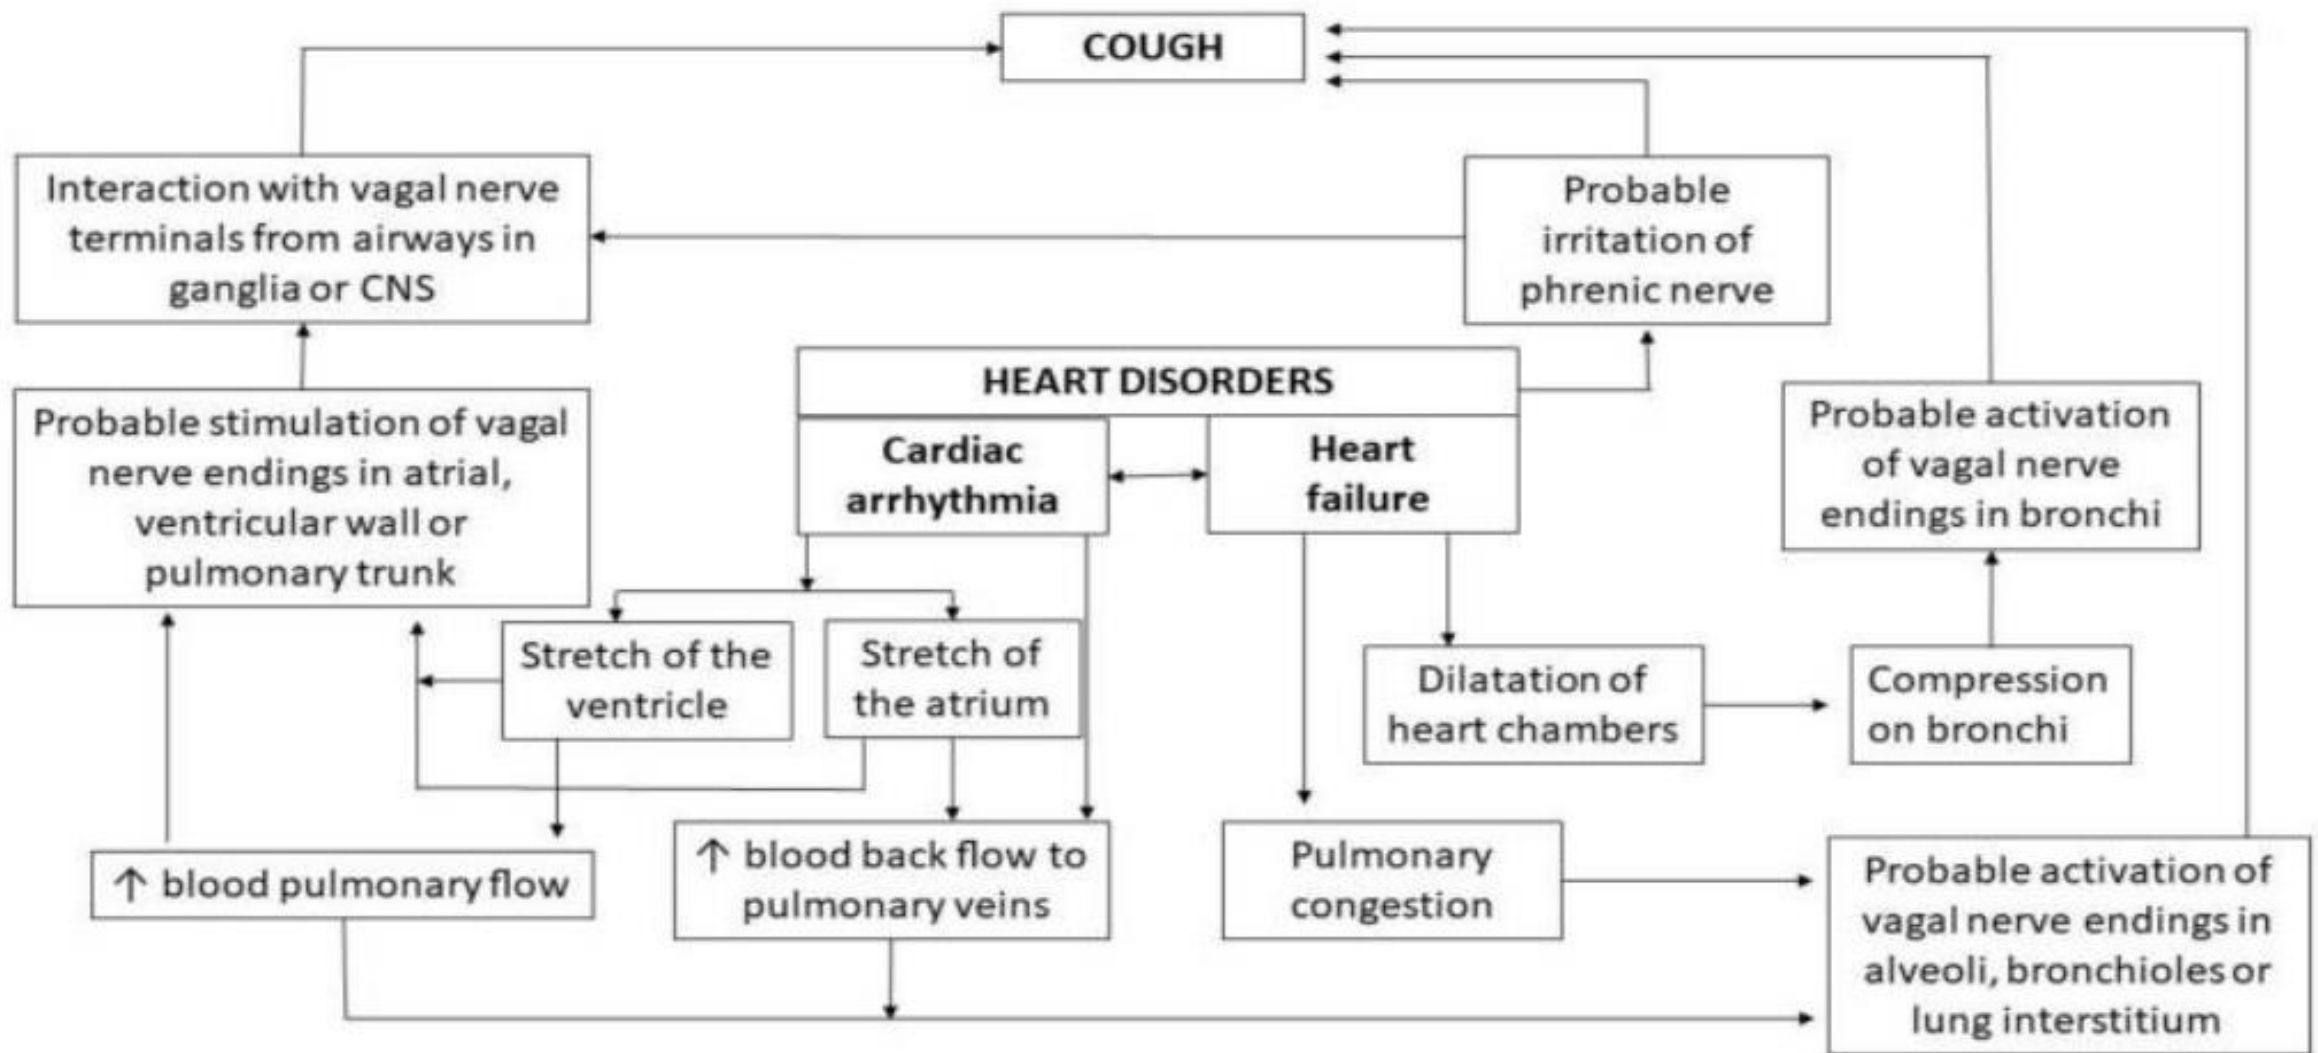 COUGH
Interaction with vagal nerve
terminals from airways in
ganglia or CNS
Probable
irritation of
phrenic nerve
HEART DISORDERS
Cardiac
arrhythmia
Heart
failure
Probable stimulation of vagal
nerve endings in atrial,
ventricular wall or
pulmonary trunk
Probable activation
of vagal nerve
endings in bronchi
Stretch of the
ventricle
Stretch of
the atrium
Dilatation of
heart chambers
Compression
on bronchi
↑ blood pulmonary flow
↑ blood back flow to
pulmonary veins
Pulmonary
congestion
Probable activation of
vagal nerve endings in
alveoli, bronchioles or
lung interstitium